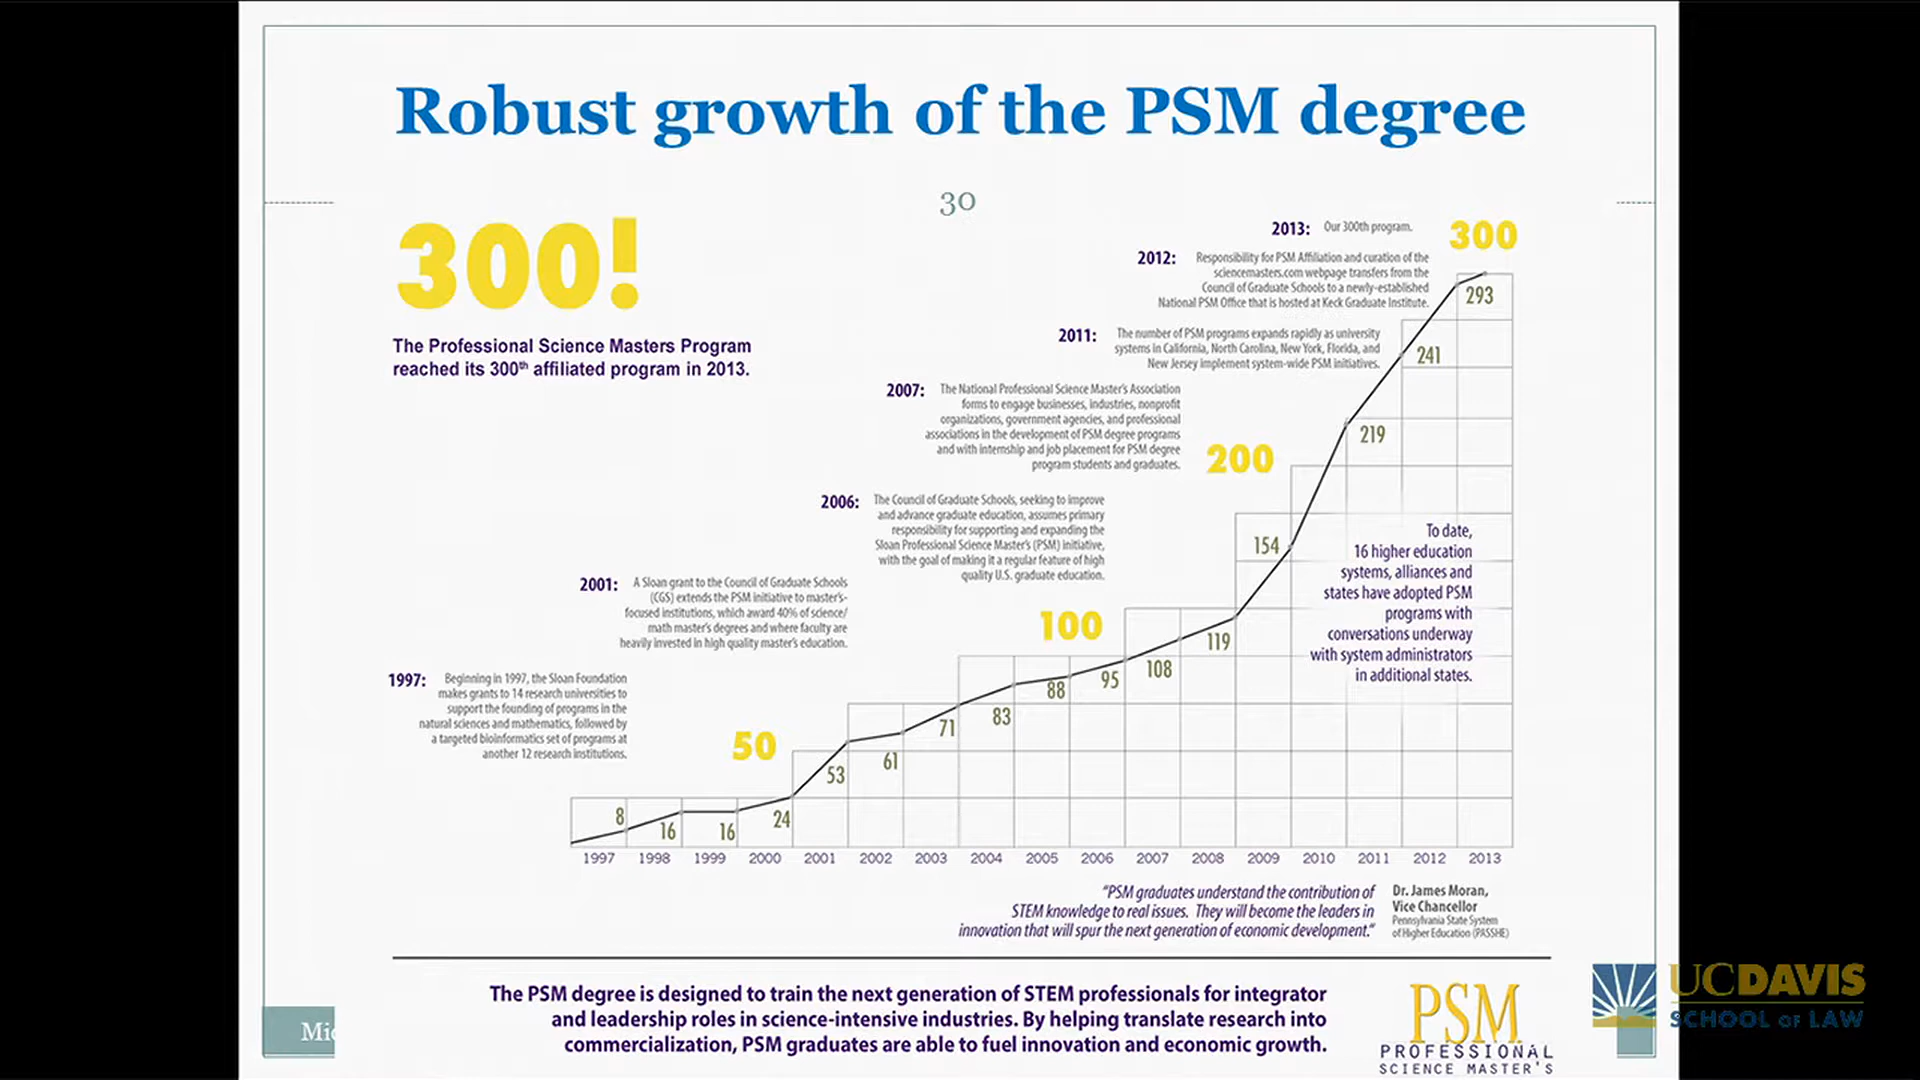 Robust growth of the PSM degree
30
300!
The Professional Science Masters Program
reached its 300th affiliated program in 2013.
2013: Our 300th program.
300
2012: Responsibility for PSM Affiliation and curation of the
sciencemasters.com webpage transfers from the
Council of Graduate Schools to a newly-established
National PSM Office that is hosted at Keck Graduate Institute.
2011: The number of PSM programs expands rapidly as university
systems in California, North Carolina, New York, Florida, and
New Jersey implement system-wide PSM initiatives.
2007: The National Professional Science Master's Association
forms to engage businesses, industries, nonprofit
organizations, government agencies, and professional
associations in the development of PSM degree programs
and with internship and job placement for PSM degree
program students and graduates.
200
2006: The Council of Graduate Schools, seeking to improve
and advance graduate education, assumes primary
responsibility for supporting and expanding the
Sloan Professional Science Master's (PSM) initiative,
with the goal of making it a regular feature of high
quality U.S. graduate education.
2001: A Sloan grant to the Council of Graduate Schools
(CGS) extends the PSM initiative to master's-
focused institutions, which award 40% of science/
math master's degrees and where faculty are
heavily invested in high quality master's education.
100
1997: Beginning in 1997, the Sloan Foundation
makes grants to 14 research universities to
support the founding of programs in the
natural sciences and mathematics, followed by
a targeted bioinformatics set of programs at
another 12 research institutions.
50
8
16
16
24
53
61
71
83
88
95
108
119
154
219
241
293
To date,
16 higher education
systems, alliances and
states have adopted PSM
programs with
conversations underway
with system administrators
in additional states.
1997 1998 1999 2000 2001 2002 2003 2004 2005 2006 2007 2008 2009 2010 2011 2012 2013
"PSM graduates understand the contribution of
STEM knowledge to real issues. They will become the leaders in
innovation that will spur the next generation of economic development."
Dr. James Moran,
Vice Chancellor
Pennsylvania State System
of Higher Education (PASSHE)
The PSM degree is designed to train the next generation of STEM professionals for integrator
and leadership roles in science-intensive industries. By helping translate research into
commercialization, PSM graduates are able to fuel innovation and economic growth.
PSM
PROFESSIONAL
SCIENCE MASTER'S
UCDAVIS
SCHOOL OF LAW